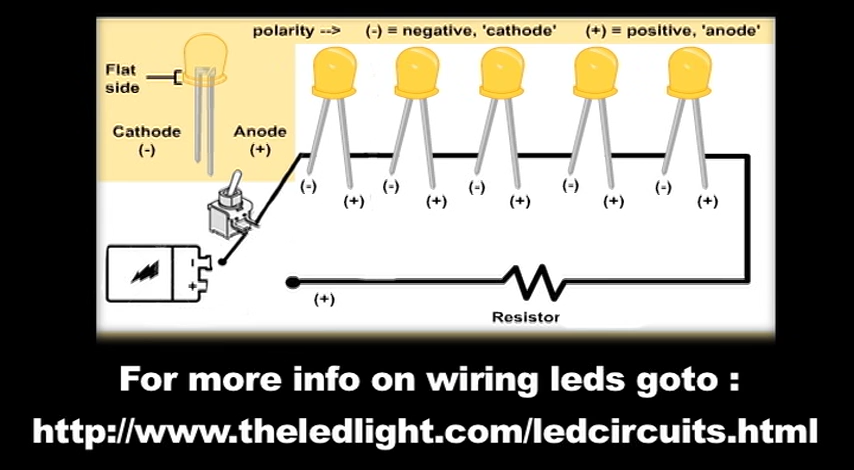 polarity --> (-) = negative, 'cathode' (+) = positive, 'anode'
Flat
side
Cathode
(-)
Anode
(+)
(-) (+) (-) (+) (-) (+) (-) (+) (-) (+)
-
+
(+)
Resistor
For more info on wiring leds goto :
http://www.theledlight.com/ledcircuits.html